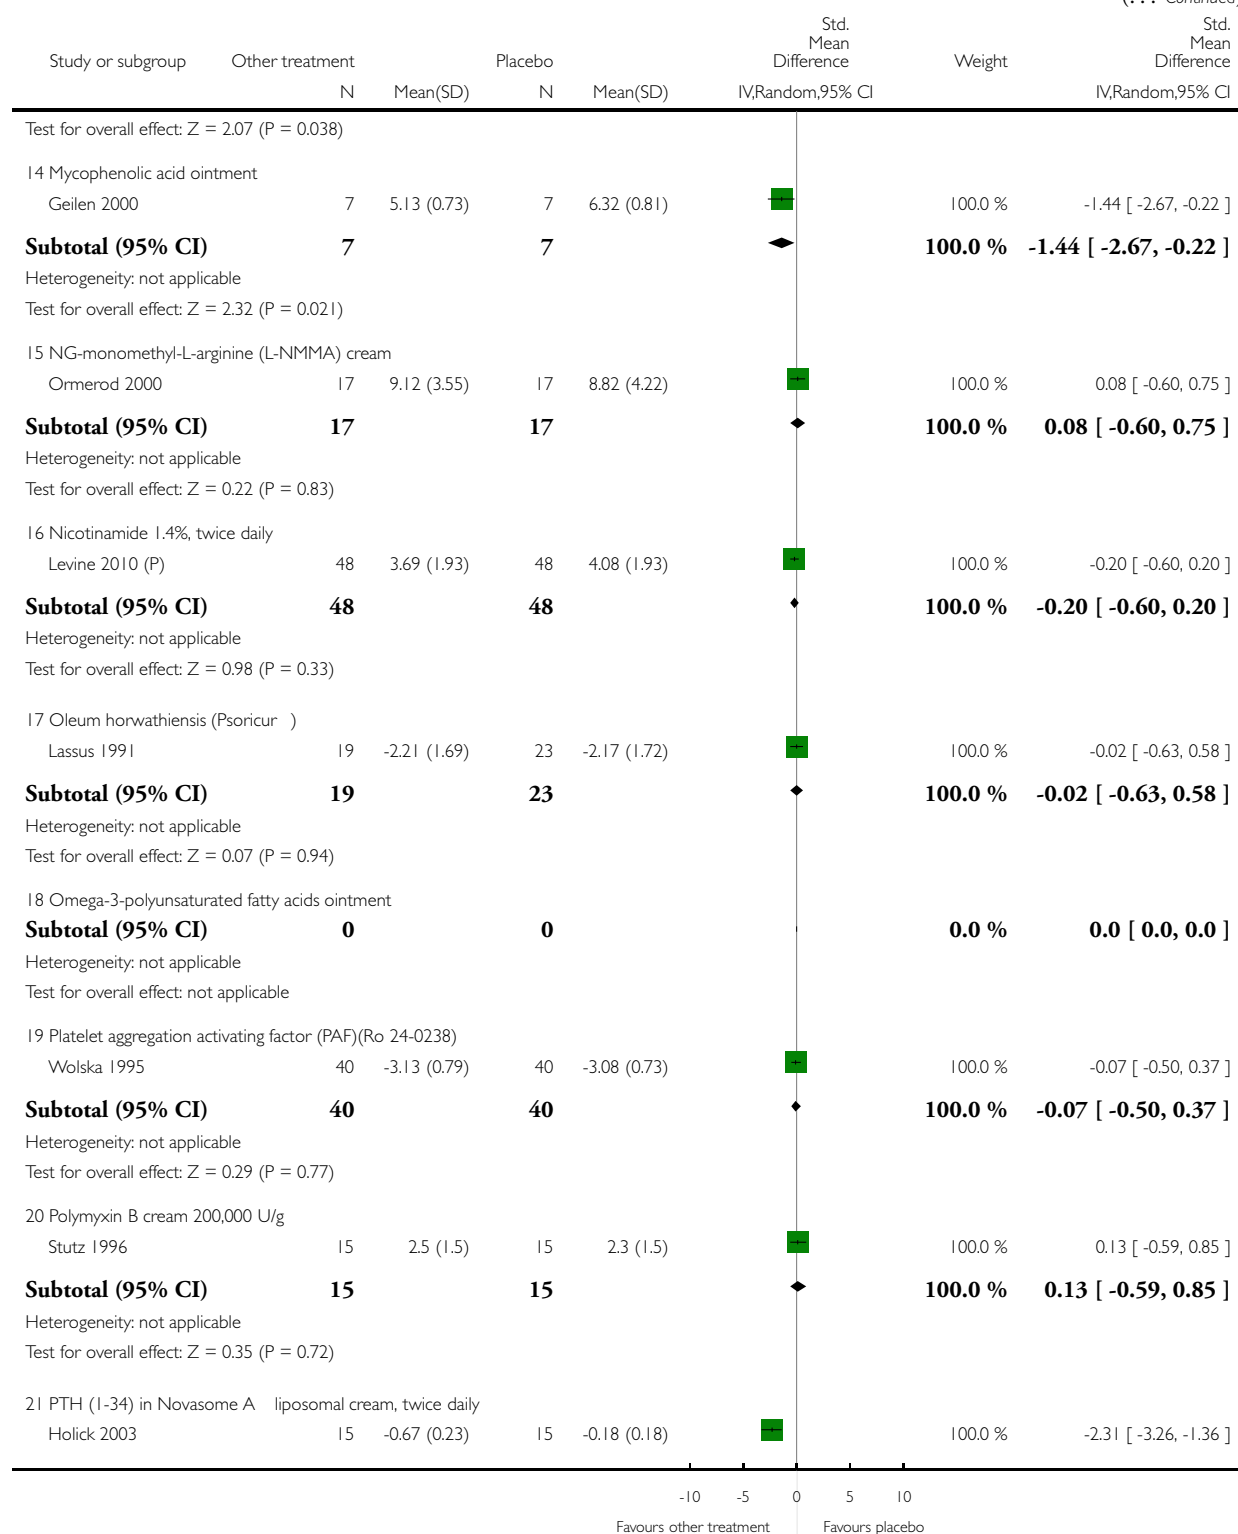 (. . . Continued)
Std. Mean Difference Std. Mean Difference
Study or subgroup Other treatment Placebo Weight
N Mean(SD) N Mean(SD) IV,Random,95% CI IV,Random,95% CI
Test for overall effect: Z = 2.07 (P = 0.038)
14 Mycophenolic acid ointment
Geilen 2000 7 5.13 (0.73) 7 6.32 (0.81) 100.0 % -1.44 [ -2.67, -0.22 ]
Subtotal (95% CI) 7 7 100.0 % -1.44 [ -2.67, -0.22 ]
Heterogeneity: not applicable
Test for overall effect: Z = 2.32 (P = 0.021)
15 NG-monomethyl-L-arginine (L-NMMA) cream
Ormerod 2000 17 9.12 (3.55) 17 8.82 (4.22) 100.0 % 0.08 [ -0.60, 0.75 ]
Subtotal (95% CI) 17 17 100.0 % 0.08 [ -0.60, 0.75 ]
Heterogeneity: not applicable
Test for overall effect: Z = 0.22 (P = 0.83)
16 Nicotinamide 1.4%, twice daily
Levine 2010 (P) 48 3.69 (1.93) 48 4.08 (1.93) 100.0 % -0.20 [ -0.60, 0.20 ]
Subtotal (95% CI) 48 48 100.0 % -0.20 [ -0.60, 0.20 ]
Heterogeneity: not applicable
Test for overall effect: Z = 0.98 (P = 0.33)
17 Oleum horwathiensis (Psoricur )
Lassus 1991 19 -2.21 (1.69) 23 -2.17 (1.72) 100.0 % -0.02 [ -0.63, 0.58 ]
Subtotal (95% CI) 19 23 100.0 % -0.02 [ -0.63, 0.58 ]
Heterogeneity: not applicable
Test for overall effect: Z = 0.07 (P = 0.94)
18 Omega-3-polyunsaturated fatty acids ointment
Subtotal (95% CI) 0 0 0.0 % 0.0 [ 0.0, 0.0 ]
Heterogeneity: not applicable
Test for overall effect: not applicable
19 Platelet aggregation activating factor (PAF)(Ro 24-0238)
Wolska 1995 40 -3.13 (0.79) 40 -3.08 (0.73) 100.0 % -0.07 [ -0.50, 0.37 ]
Subtotal (95% CI) 40 40 100.0 % -0.07 [ -0.50, 0.37 ]
Heterogeneity: not applicable
Test for overall effect: Z = 0.29 (P = 0.77)
20 Polymyxin B cream 200,000 U/g
Stutz 1996 15 2.5 (1.5) 15 2.3 (1.5) 100.0 % 0.13 [ -0.59, 0.85 ]
Subtotal (95% CI) 15 15 100.0 % 0.13 [ -0.59, 0.85 ]
Heterogeneity: not applicable
Test for overall effect: Z = 0.35 (P = 0.72)
21 PTH (1-34) in Novasome A liposomal cream, twice daily
Holick 2003 15 -0.67 (0.23) 15 -0.18 (0.18) 100.0 % -2.31 [ -3.26, -1.36 ]
-10 -5 0 5 10
Favours other treatment Favours placebo